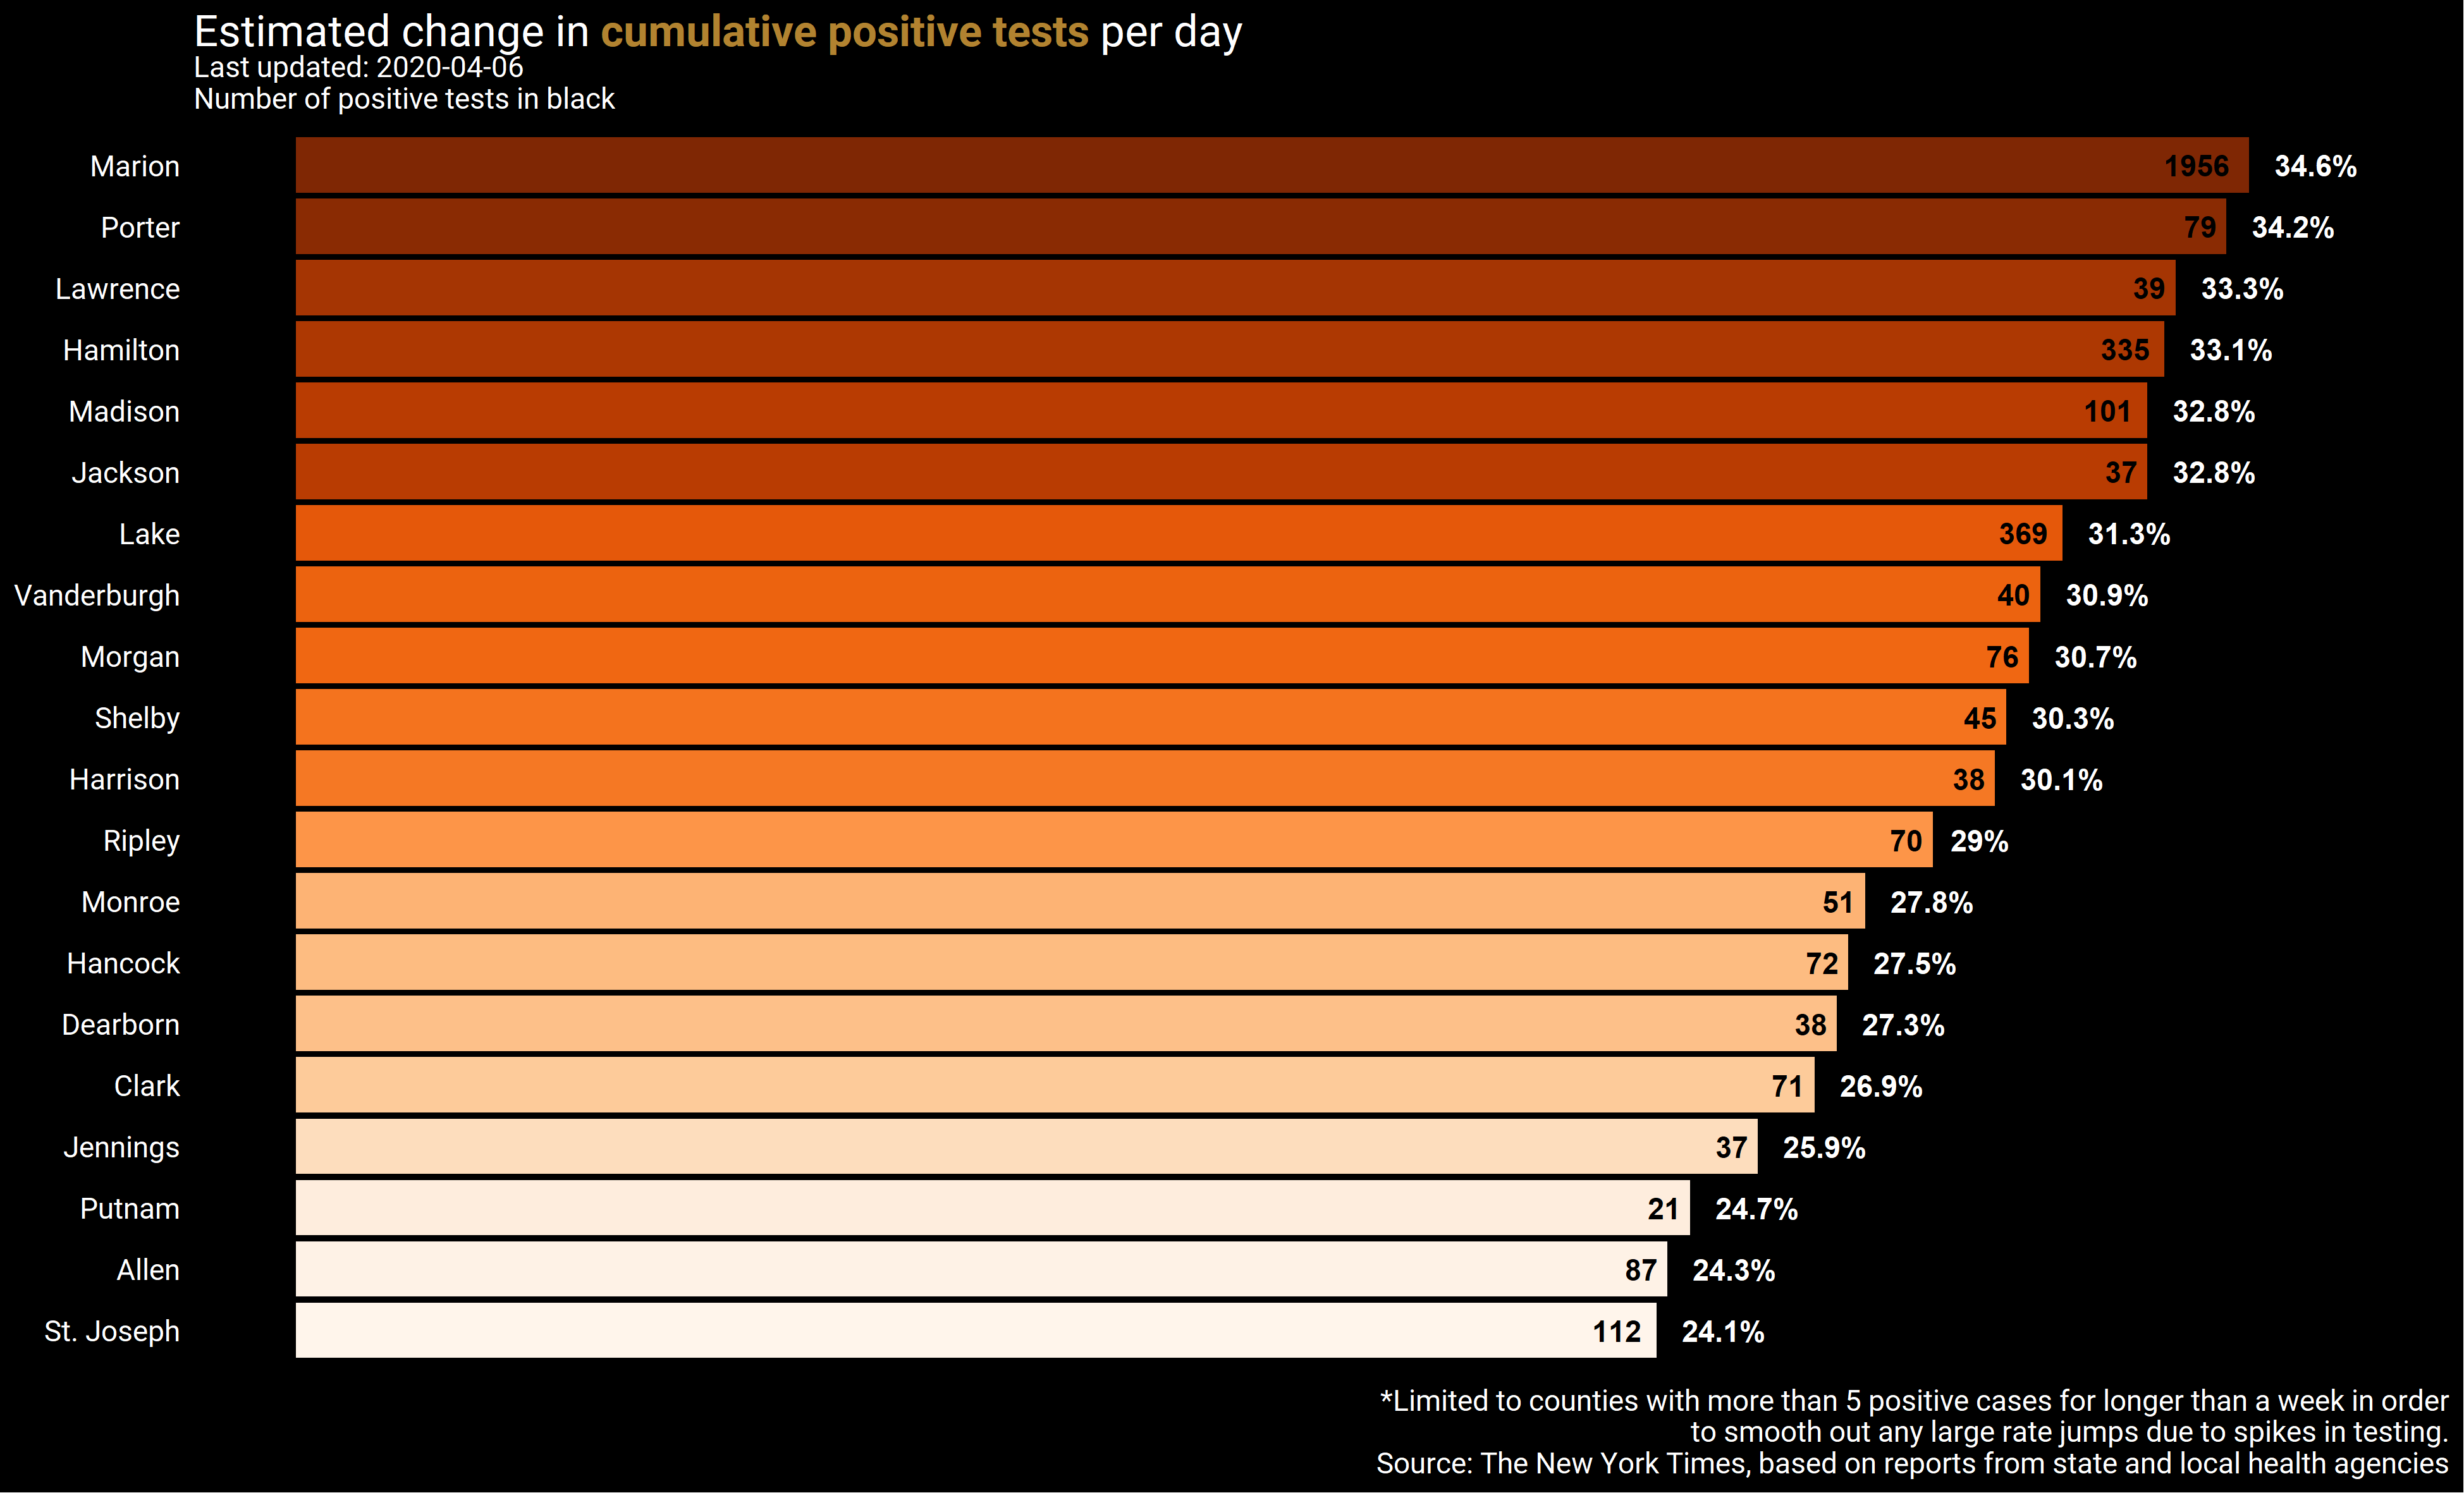 Estimated change in cumulative positive tests per day
Last updated: 2020-04-06
Number of positive tests in black
Marion 1956 34.6%
Porter 79 34.2%
Lawrence 39 33.3%
Hamilton 335 33.1%
Madison 101 32.8%
Jackson 37 32.8%
Lake 369 31.3%
Vanderburgh 40 30.9%
Morgan 76 30.7%
Shelby 45 30.3%
Harrison 38 30.1%
Ripley 70 29%
Monroe 51 27.8%
Hancock 72 27.5%
Dearborn 38 27.3%
Clark 71 26.9%
Jennings 37 25.9%
Putnam 21 24.7%
Allen 87 24.3%
St. Joseph 112 24.1%
*Limited to counties with more than 5 positive cases for longer than a week in order
to smooth out any large rate jumps due to spikes in testing.
Source: The New York Times, based on reports from state and local health agencies